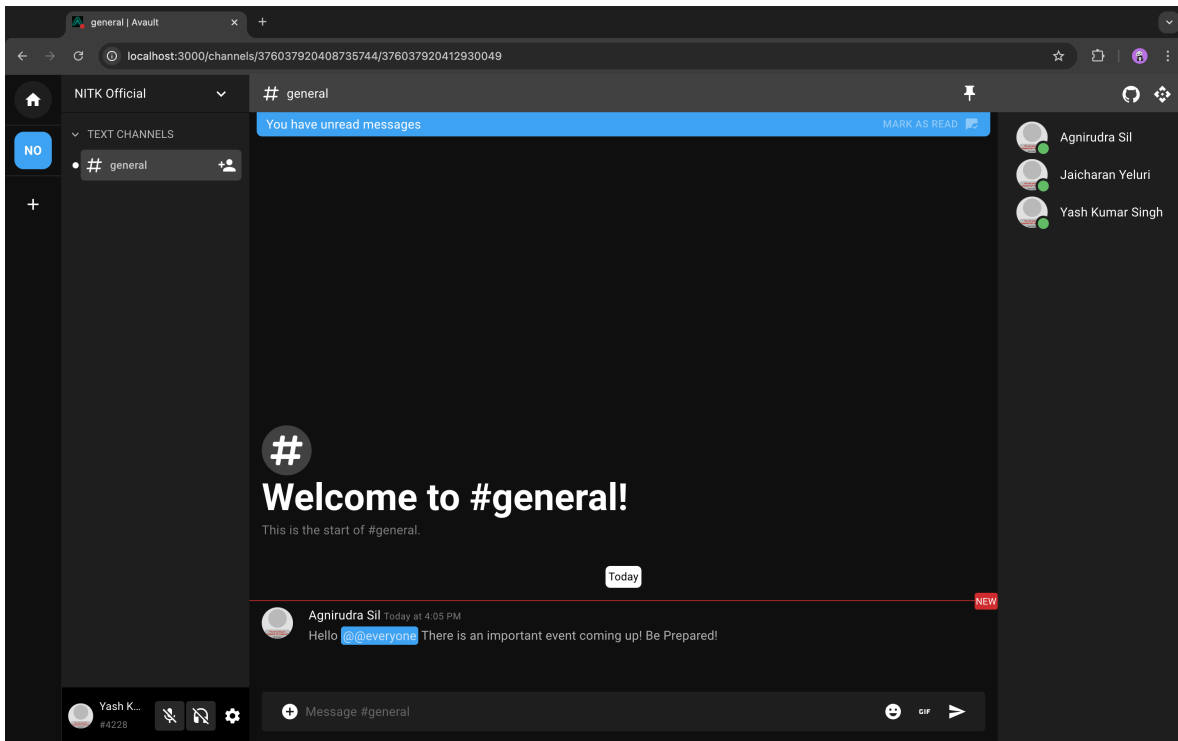 general | Avault
localhost:3000/channels/376037920408735744/376037920412930049
NITK Official
general
NO
TEXT CHANNELS
general
You have unread messages
MARK AS READ
Agnirudra Sil
Jaicharan Yeluri
Yash Kumar Singh
#
Welcome to #general!
This is the start of #general.
Today
NEW
Agnirudra Sil Today at 4:05 PM
Hello @@everyone There is an important event coming up! Be Prepared!
Yash K...
#4228
Message #general
GIF